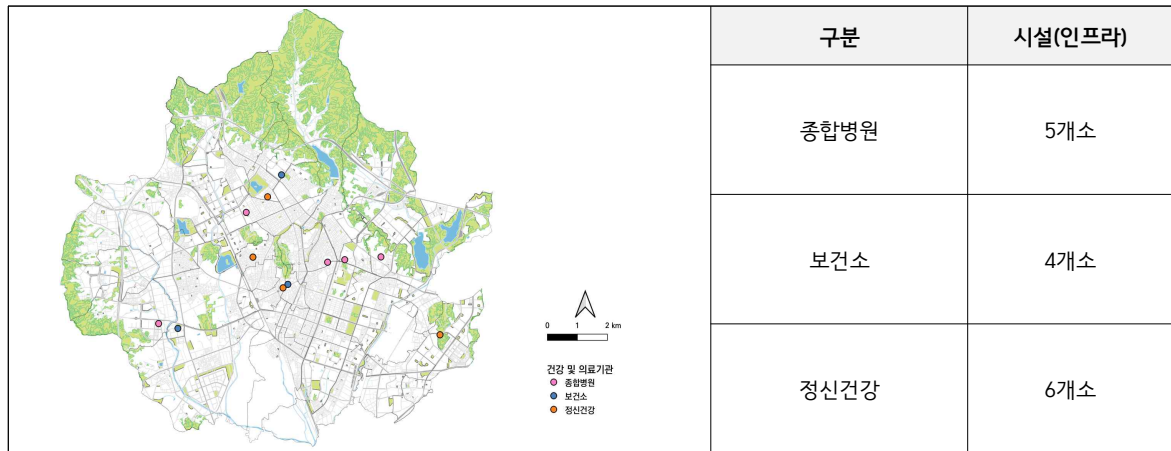 구분 시설(인프라)
종합병원 5개소
보건소 4개소
정신건강 6개소
0 1 2 km
건강 및 의료기관
종합병원
보건소
정신건강